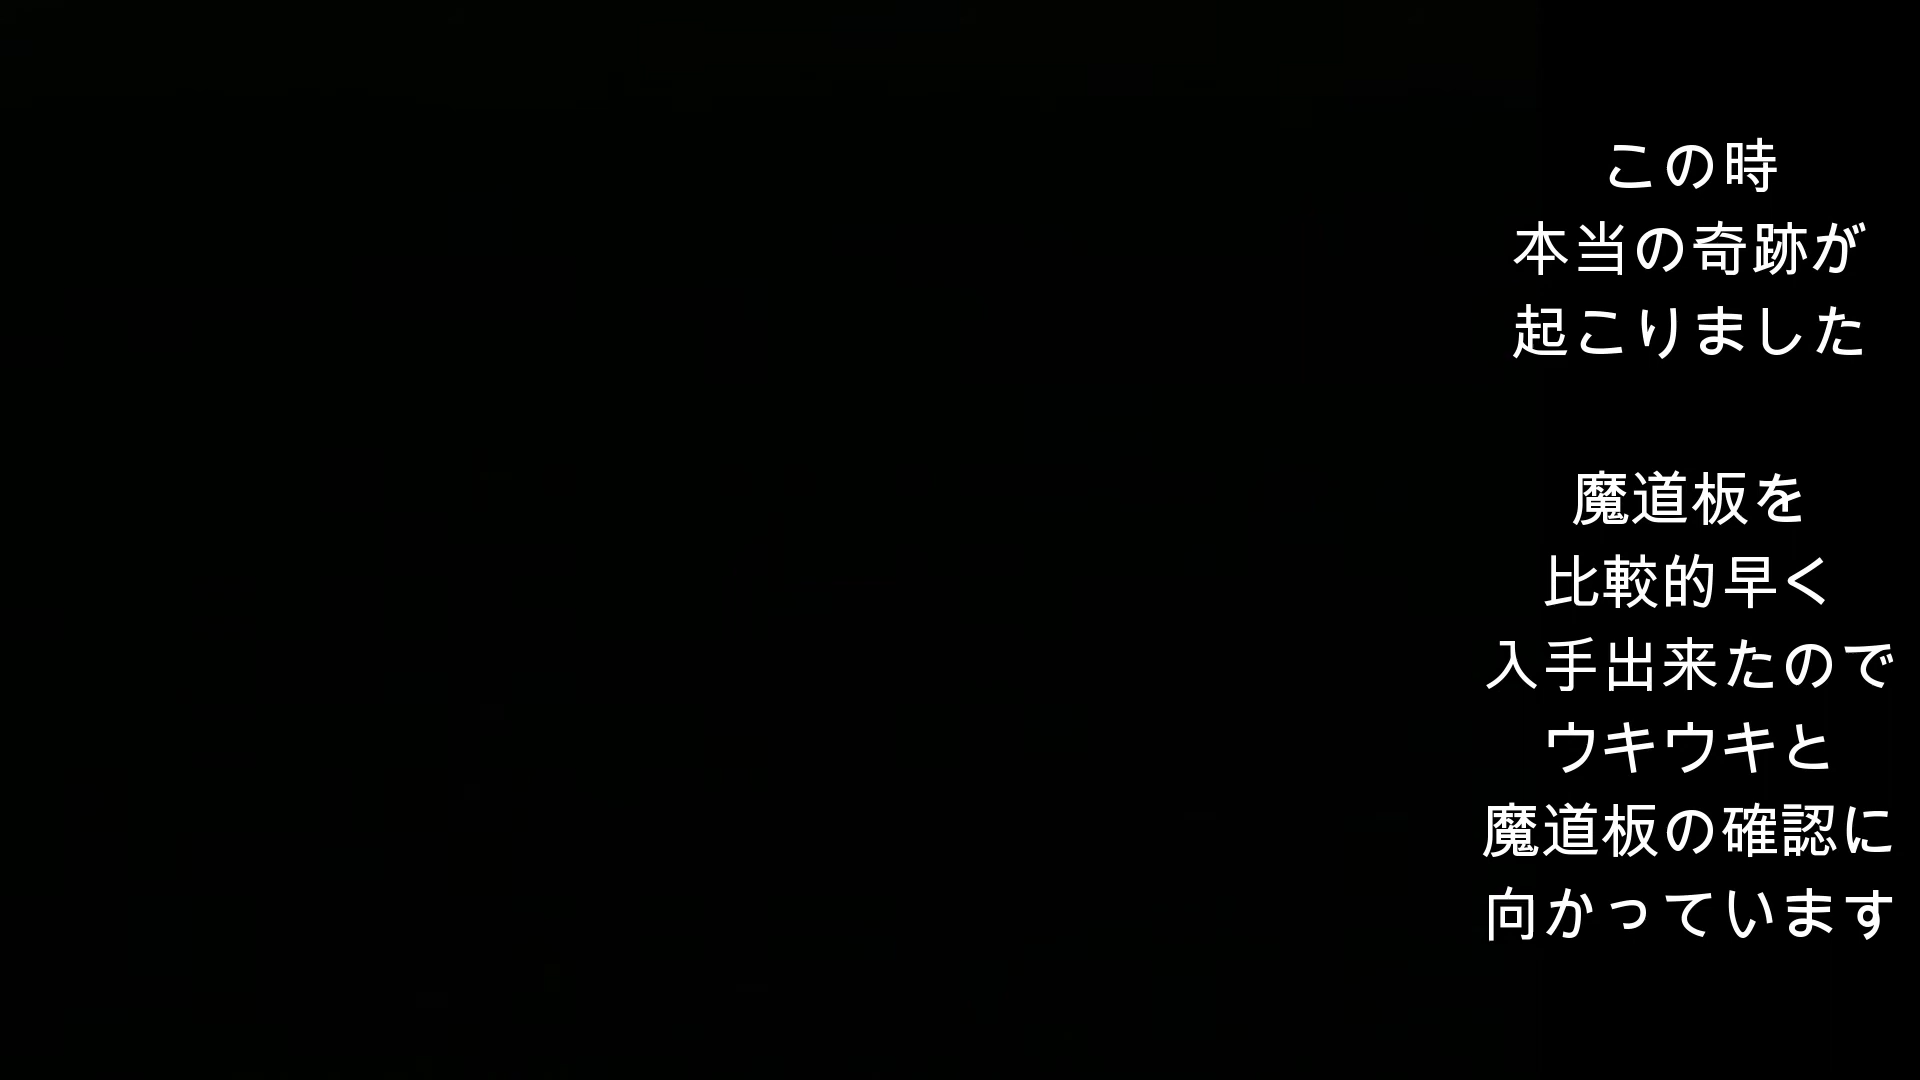 この時
本当の奇跡が
起こりました
魔道板を
比較的早く
入手出来たので
ウキウキと
魔道板の確認に
向かっています